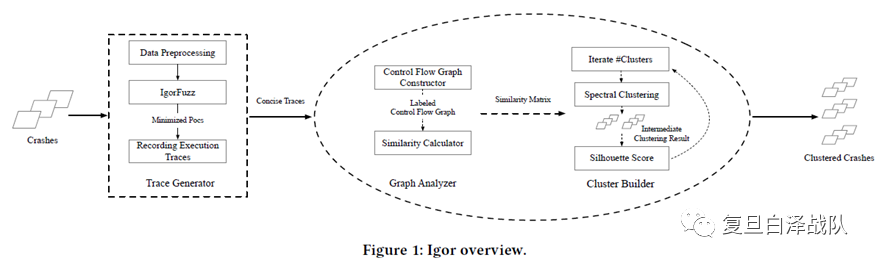 Crashes
Data Preprocessing
IgorFuzz
Minimized Pocs
Recording Execution
Traces
Trace Generator
Concise Traces
Control Flow Graph
Constructor
Labeled
Control Flow Graph
Similarity Calculator
Graph Analyzer
Similarity Matrix
Iterate #Clusters
Spectral Clustering
Intermediate
Clustering Result
Silhouette Score
Cluster Builder
Clustered Crashes
复旦白泽战队
Figure 1: Igor overview.